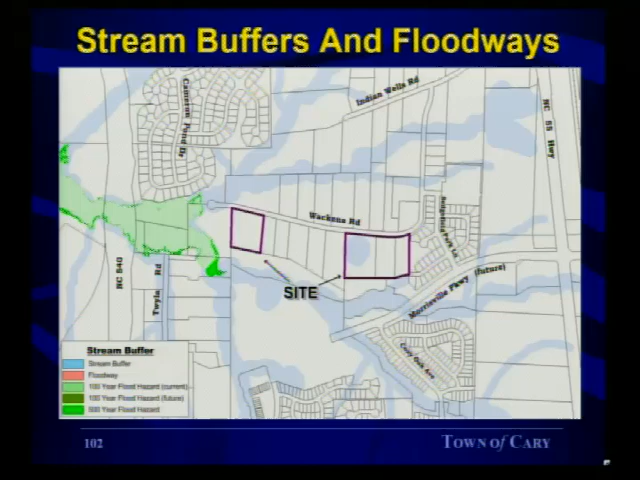 Stream Buffers And Floodways
Indian Wells Rd
NC 55 Hwy
Cameron Pond Dr
Wackena Rd
NC 540
Twyla Rd
SITE
Morrisville Pkwy (future)
Stream Buffer
Stream Buffer
Floodway
100 Year Flood Hazard (current)
100 Year Flood Hazard (future)
500 Year Flood Hazard
102
TOWN of CARY